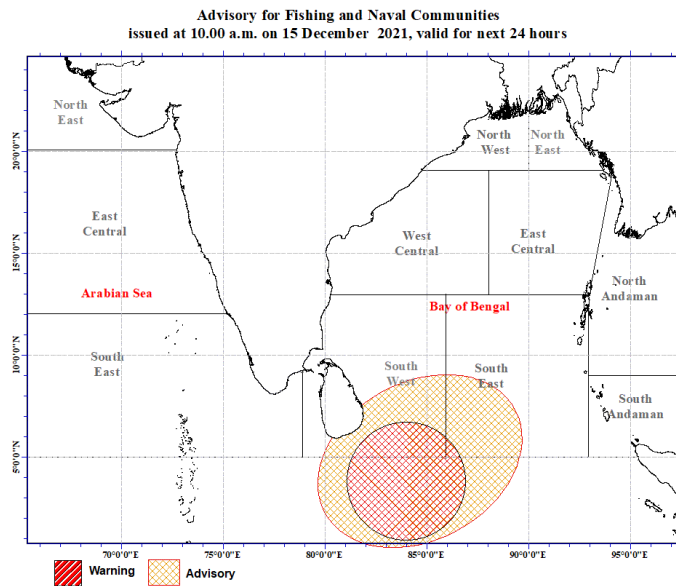 Advisory for Fishing and Naval Communities
issued at 10.00 a.m. on 15 December 2021, valid for next 24 hours
North
East
North
West
North
East
20°0'0"N
East
Central
West
Central
East
Central
15°0'0"N
North
Andaman
Arabian Sea
Bay of Bengal
10°0'0"N
South
East
South
West
South
East
South
Andaman
5°0'0"N
70°0'0"E
75°0'0"E
80°0'0"E
85°0'0"E
90°0'0"E
95°0'0"E
Warning
Advisory